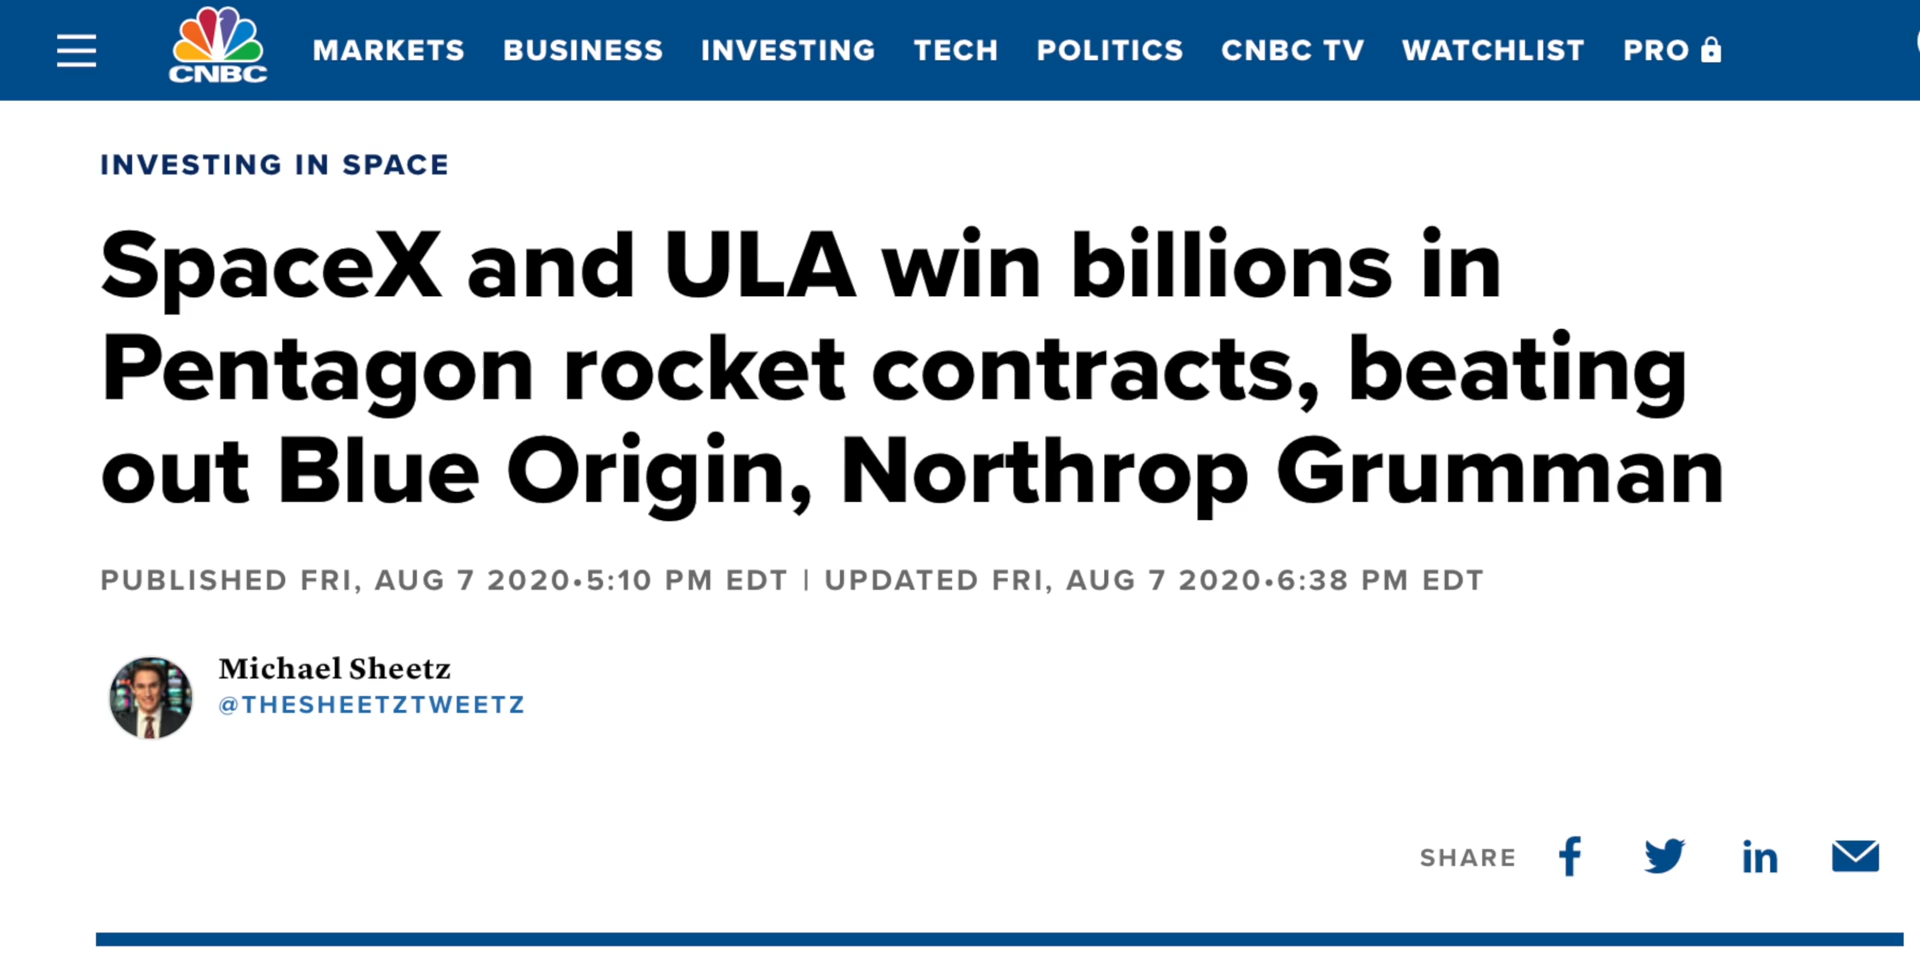 CNBC
MARKETS BUSINESS INVESTING TECH POLITICS CNBC TV WATCHLIST PRO
INVESTING IN SPACE
SpaceX and ULA win billions in
Pentagon rocket contracts, beating
out Blue Origin, Northrop Grumman
PUBLISHED FRI, AUG 7 2020•5:10 PM EDT | UPDATED FRI, AUG 7 2020•6:38 PM EDT
Michael Sheetz
@THESHEETZTWEETZ
SHARE